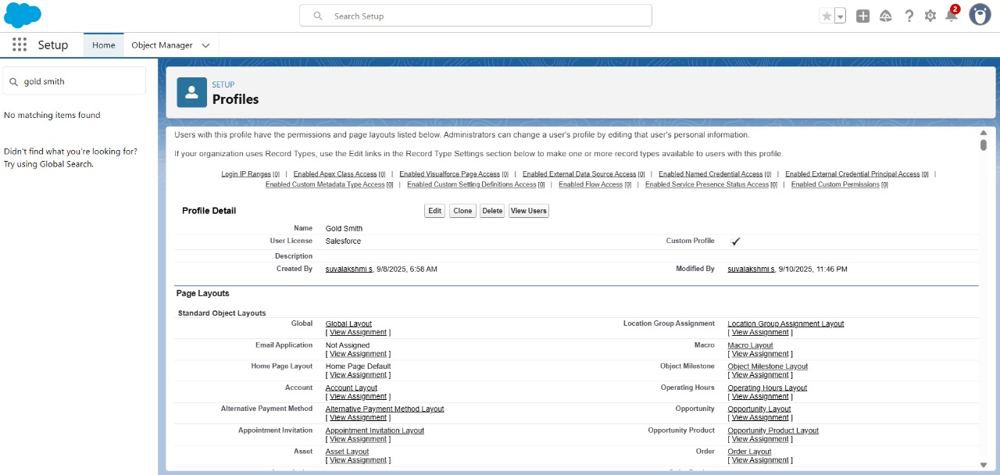 Search Setup
2
Setup
Home
Object Manager
gold smith
No matching items found
Didn't find what you're looking for?
Try using Global Search.
SETUP
Profiles
Users with this profile have the permissions and page layouts listed below. Administrators can change a user's profile by editing that user's personal information.
If your organization uses Record Types, use the Edit links in the Record Type Settings section below to make one or more record types available to users with this profile.
Login IP Ranges [0] | Enabled Apex Class Access [0] | Enabled Visualforce Page Access [0] | Enabled External Data Source Access [0] | Enabled Named Credential Access [0] | Enabled External Credential Principal Access [0] |
Enabled Custom Metadata Type Access [0] | Enabled Custom Setting Definitions Access [0] | Enabled Flow Access [0] | Enabled Service Presence Status Access [0] | Enabled Custom Permissions [0]
Profile Detail Edit Clone Delete View Users
Name Gold Smith
User License Salesforce Custom Profile ✓
Description
Created By suvalakshmi s, 9/8/2025, 6:58 AM Modified By suvalakshmi s, 9/10/2025, 11:46 PM
Page Layouts
Standard Object Layouts
Global Global Layout Location Group Assignment Location Group Assignment Layout
[ View Assignment ] [ View Assignment ]
Email Application Not Assigned Macro Macro Layout
[ View Assignment ] [ View Assignment ]
Home Page Layout Home Page Default Object Milestone Object Milestone Layout
[ View Assignment ] [ View Assignment ]
Account Account Layout Operating Hours Operating Hours Layout
[ View Assignment ] [ View Assignment ]
Alternative Payment Method Alternative Payment Method Layout Opportunity Opportunity Layout
[ View Assignment ] [ View Assignment ]
Appointment Invitation Appointment Invitation Layout Opportunity Product Opportunity Product Layout
[ View Assignment ] [ View Assignment ]
Asset Asset Layout Order Order Layout
[ View Assignment ] [ View Assignment ]